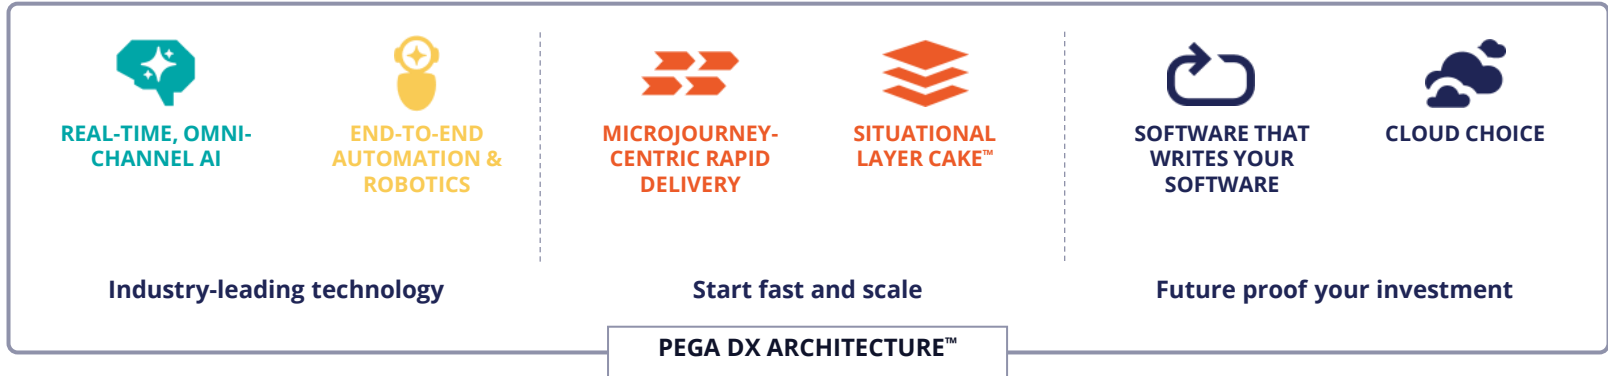 REAL-TIME, OMNI-
CHANNEL AI
END-TO-END
AUTOMATION &
ROBOTICS
MICROJOURNEY-
CENTRIC RAPID
DELIVERY
SITUATIONAL
LAYER CAKE™
SOFTWARE THAT
WRITES YOUR
SOFTWARE
CLOUD CHOICE
Industry-leading technology
Start fast and scale
Future proof your investment
PEGA DX ARCHITECTURE™